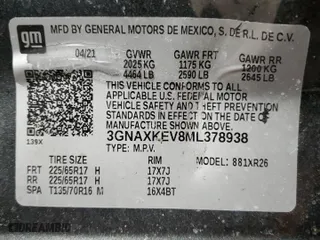 gm MFD BY GENERAL MOTORS DE MEXICO, S. DE R.L. DE C.V.
04/21 GVWR GAWR FRT GAWR RR
2025 KG 1175 KG 1200 KG
4464 LB 2590 LB 2645 LB
THIS VEHICLE CONFORMS TO ALL APPLICABLE U.S. FEDERAL MOTOR VEHICLE SAFETY AND THEFT PREVENTION STANDARDS IN EFFECT ON THE DATE OF MANUFACTURE SHOWN ABOVE.
3GNAXKEV8ML378938
139X TYPE: M.P.V. MODEL: 881XR26
TIRE SIZE RIM
FRT 225/65R17 H 17X7J
RR 225/65R17 H 17X7J
SPA T135/70R16 M 16X4BT